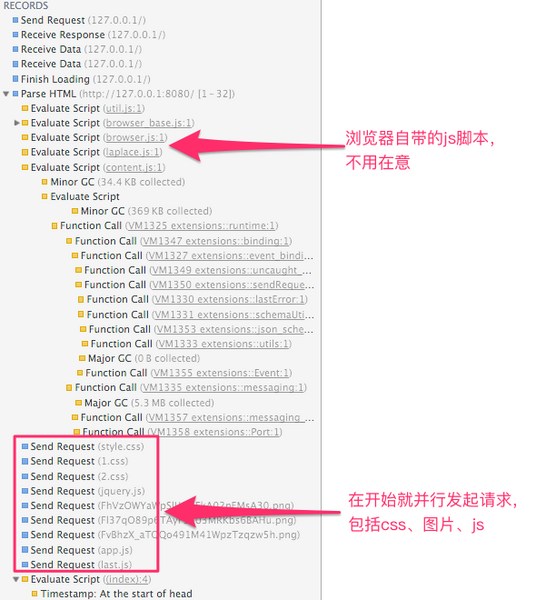 RECORDS
Send Request (127.0.0.1/)
Receive Response (127.0.0.1/)
Receive Data (127.0.0.1/)
Receive Data (127.0.0.1/)
Finish Loading (127.0.0.1/)
Parse HTML (http://127.0.0.1:8080/ [1-32])
Evaluate Script (util.js:1)
Evaluate Script (browser_base.js:1)
Evaluate Script (browser.js:1)
浏览器自带的js脚本,
Evaluate Script (laplace.js:1)
不用在意
Evaluate Script (content.js:1)
Minor GC (34.4 KB collected)
Evaluate Script
Minor GC (369 KB collected)
Function Call (VM1325 extensions::runtime:1)
Function Call (VM1347 extensions::binding:1)
Function Call (VM1327 extensions::event_bindi...
Function Call (VM1349 extensions::uncaught_...
Function Call (VM1350 extensions::sendReque...
Function Call (VM1330 extensions::lastError:1)
Function Call (VM1331 extensions::schemaUti...
Function Call (VM1353 extensions::json_sche...
Function Call (VM1333 extensions::utils:1)
Major GC (0 B collected)
Function Call (VM1355 extensions::Event:1)
Function Call (VM1335 extensions::messaging:1)
Major GC (5.3 MB collected)
Function Call (VM1357 extensions::messaging_...
Function Call (VM1358 extensions::Port:1)
Send Request (style.css)
Send Request (1.css)
Send Request (2.css)
Send Request (jquery.js)
在开始就并行发起请求,
Send Request
包括css、图片、js
Send Request
Send Request
Send Request (app.js)
Send Request (last.js)
Evaluate Script ((index):4)
Timestamp: At the start of head